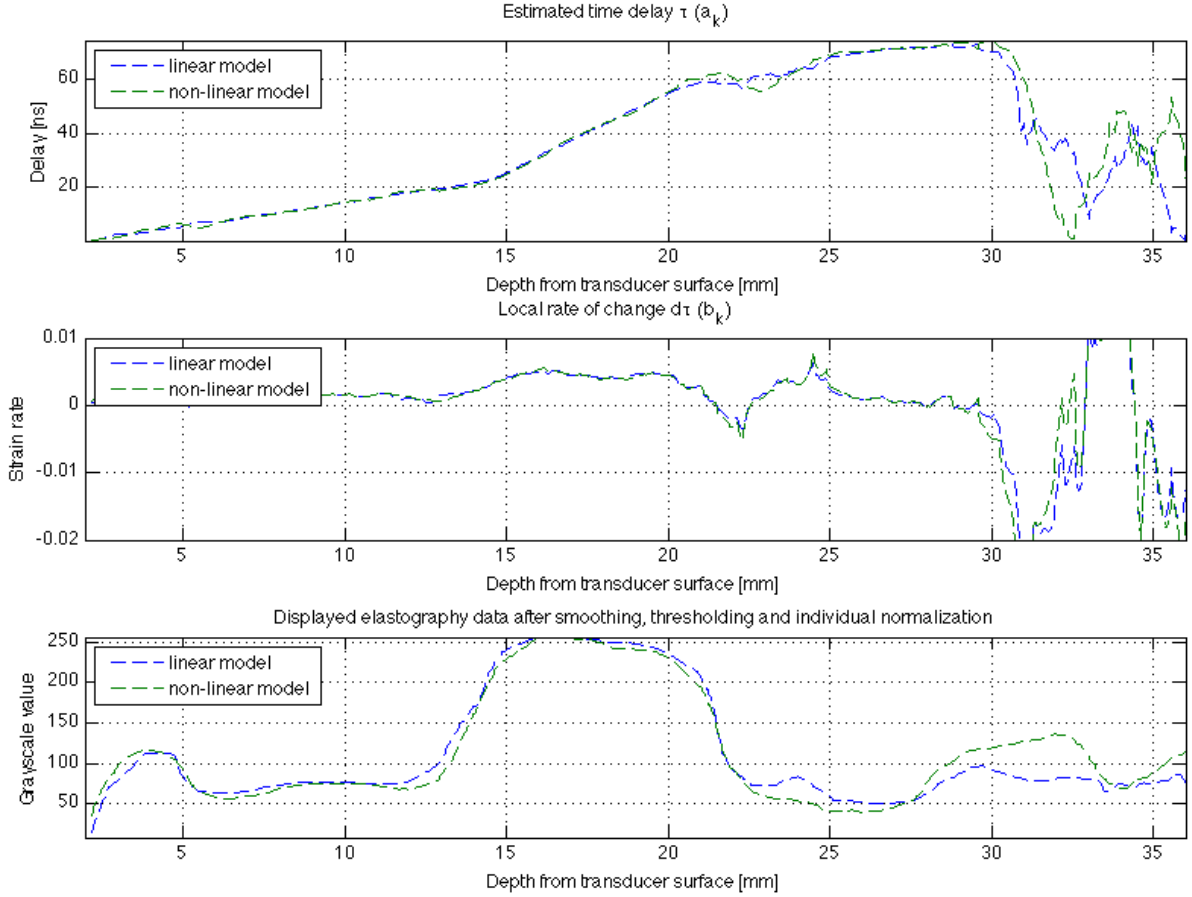 Estimated time delay τ (a_k)
60
40
20
Delay [ns]
linear model
non-linear model
5 10 15 20 25 30 35
Depth from transducer surface [mm]
Local rate of change dτ (b_k)
0.01
0
-0.01
-0.02
Strain rate
linear model
non-linear model
5 10 15 20 25 30 35
Depth from transducer surface [mm]
Displayed elastography data after smoothing, thresholding and individual normalization
250
200
150
100
50
Grayscale value
linear model
non-linear model
5 10 15 20 25 30 35
Depth from transducer surface [mm]